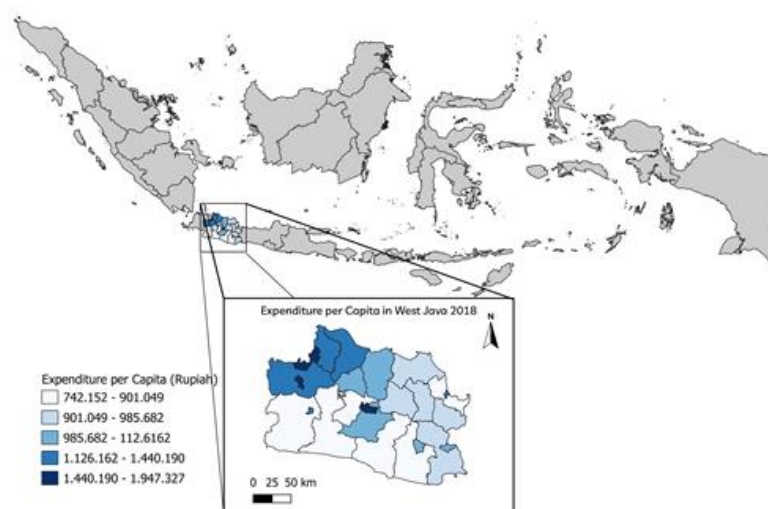 Expenditure per Capita in West Java 2018
N
Expenditure per Capita (Rupiah)
742.152 - 901.049
901.049 - 985.682
985.682 - 112.6162
1.126.162 - 1.440.190
1.440.190 - 1.947.327
0 25 50 km